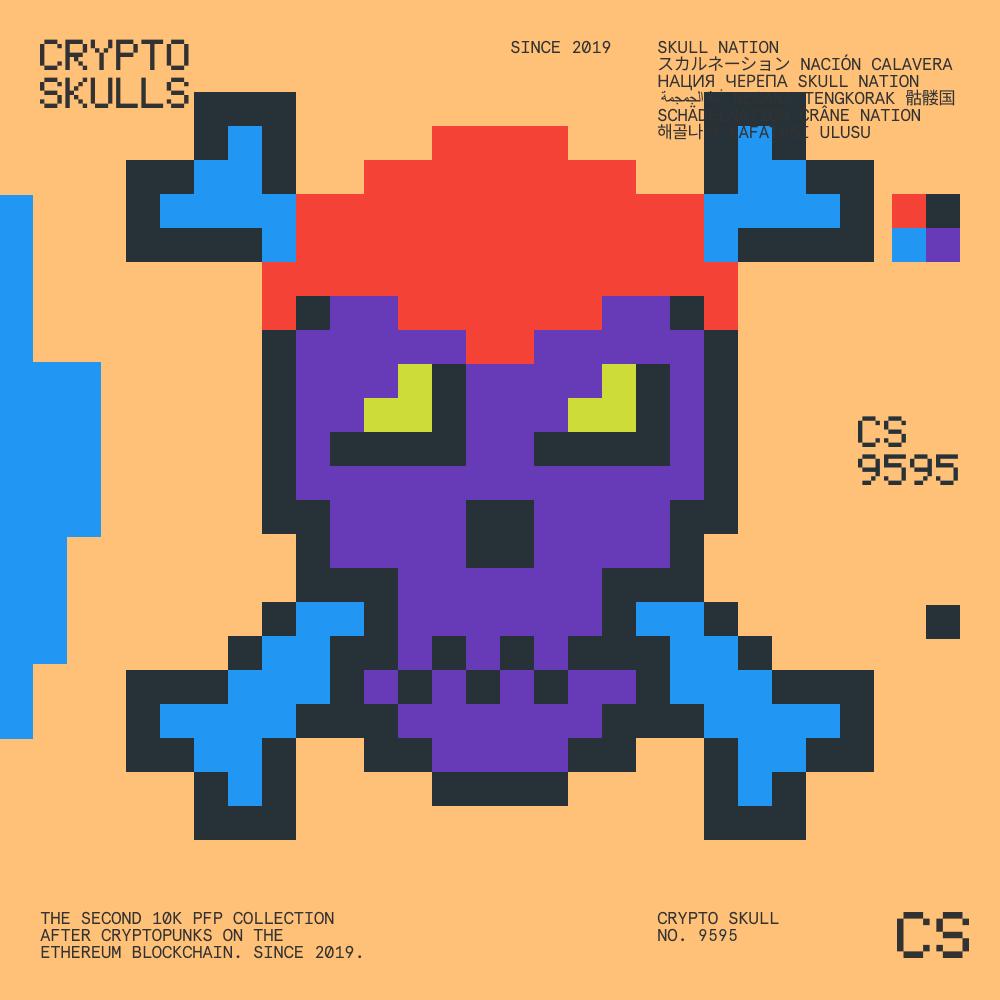 CRYPTO
SKULLS
SINCE 2019
SKULL NATION
スカルネーション NACIÓN CALAVERA
НАЦИЯ ЧЕРЕПА SKULL NATION
الجمجمة TENGKORAK 骷髅国
CRÂNE NATION
ULUSU
CS
9595
THE SECOND 10K PFP COLLECTION
AFTER CRYPTOPUNKS ON THE
ETHEREUM BLOCKCHAIN. SINCE 2019.
CRYPTO SKULL
NO. 9595
CS